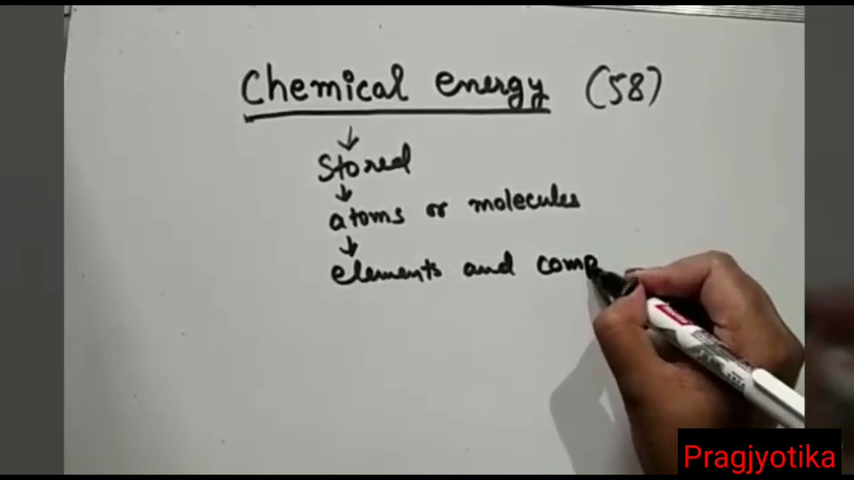 Chemical energy (58)
↓
Stored
↓
atoms or molecules
↓
elements and comp
Pragjyotika